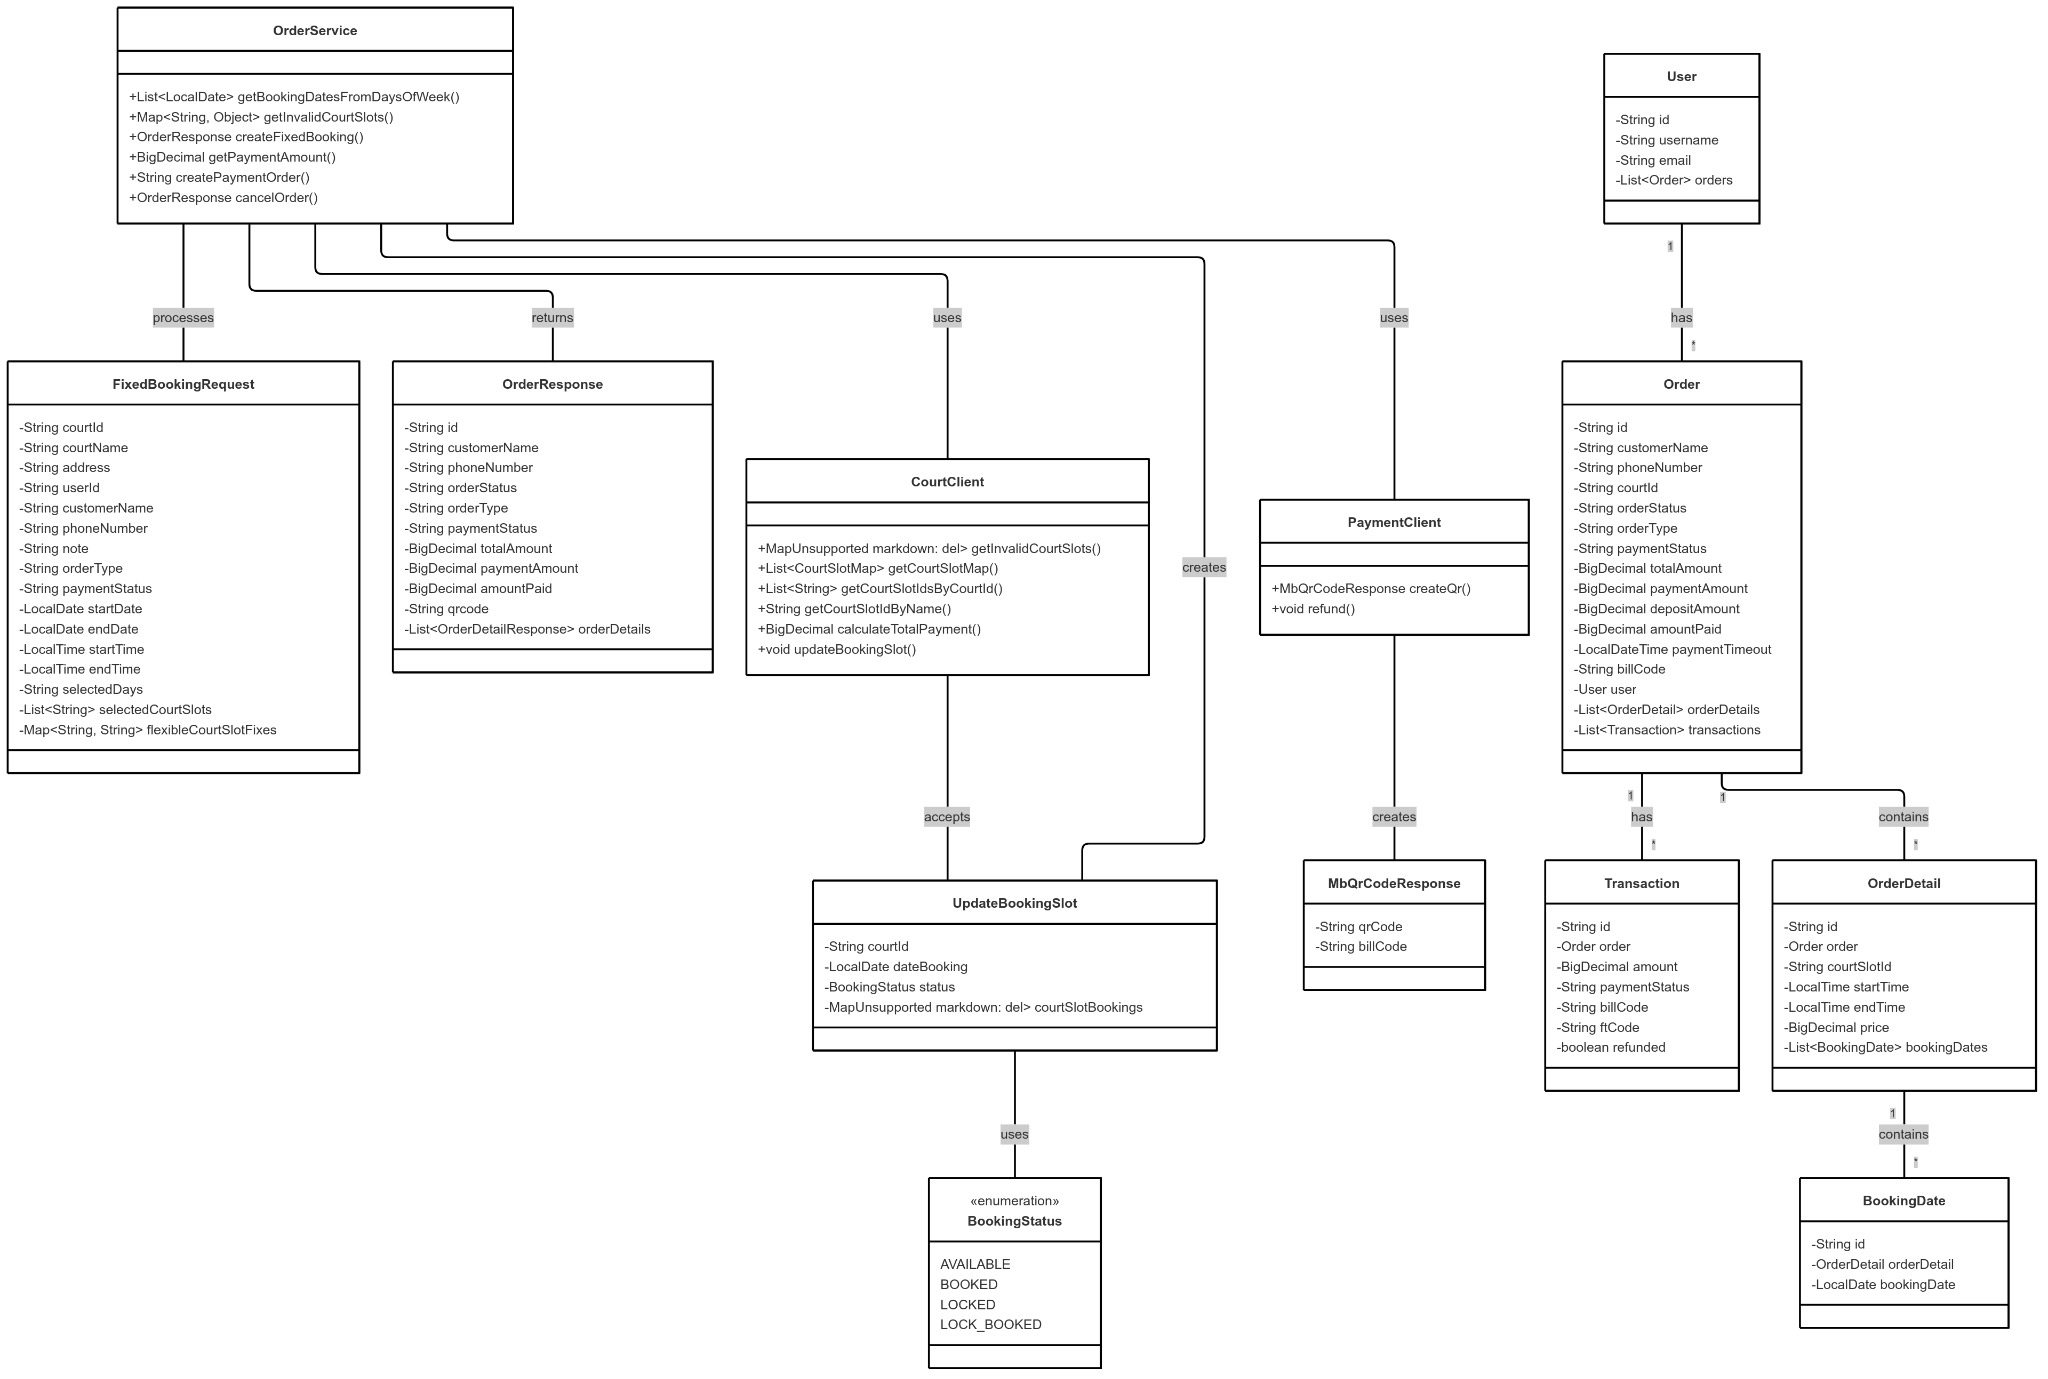 OrderService
+List<LocalDate> getBookingDatesFromDaysOfWeek()
+Map<String, Object> getInvalidCourtSlots()
+OrderResponse createFixedBooking()
+BigDecimal getPaymentAmount()
+String createPaymentOrder()
+OrderResponse cancelOrder()
User
-String id
-String username
-String email
-List<Order> orders
1
processes
returns
uses
uses
has
*
FixedBookingRequest
-String courtId
-String courtName
-String address
-String userId
-String customerName
-String phoneNumber
-String note
-String orderType
-String paymentStatus
-LocalDate startDate
-LocalDate endDate
-LocalTime startTime
-LocalTime endTime
-String selectedDays
-List<String> selectedCourtSlots
-Map<String, String> flexibleCourtSlotFixes
OrderResponse
-String id
-String customerName
-String phoneNumber
-String orderStatus
-String orderType
-String paymentStatus
-BigDecimal totalAmount
-BigDecimal paymentAmount
-BigDecimal amountPaid
-String qrcode
-List<OrderDetailResponse> orderDetails
CourtClient
+MapUnsupported markdown: del> getInvalidCourtSlots()
+List<CourtSlotMap> getCourtSlotMap()
+List<String> getCourtSlotIdsByCourtId()
+String getCourtSlotIdByName()
+BigDecimal calculateTotalPayment()
+void updateBookingSlot()
creates
PaymentClient
+MbQrCodeResponse createQr()
+void refund()
Order
-String id
-String customerName
-String phoneNumber
-String courtId
-String orderStatus
-String orderType
-String paymentStatus
-BigDecimal totalAmount
-BigDecimal paymentAmount
-BigDecimal depositAmount
-BigDecimal amountPaid
-LocalDateTime paymentTimeout
-String billCode
-User user
-List<OrderDetail> orderDetails
-List<Transaction> transactions
1
1
accepts
creates
has
contains
*
*
UpdateBookingSlot
-String courtId
-LocalDate dateBooking
-BookingStatus status
-MapUnsupported markdown: del> courtSlotBookings
MbQrCodeResponse
-String qrCode
-String billCode
Transaction
-String id
-Order order
-BigDecimal amount
-String paymentStatus
-String billCode
-String ftCode
-boolean refunded
OrderDetail
-String id
-Order order
-String courtSlotId
-LocalTime startTime
-LocalTime endTime
-BigDecimal price
-List<BookingDate> bookingDates
1
uses
contains
*
«enumeration»
BookingStatus
AVAILABLE
BOOKED
LOCKED
LOCK_BOOKED
BookingDate
-String id
-OrderDetail orderDetail
-LocalDate bookingDate